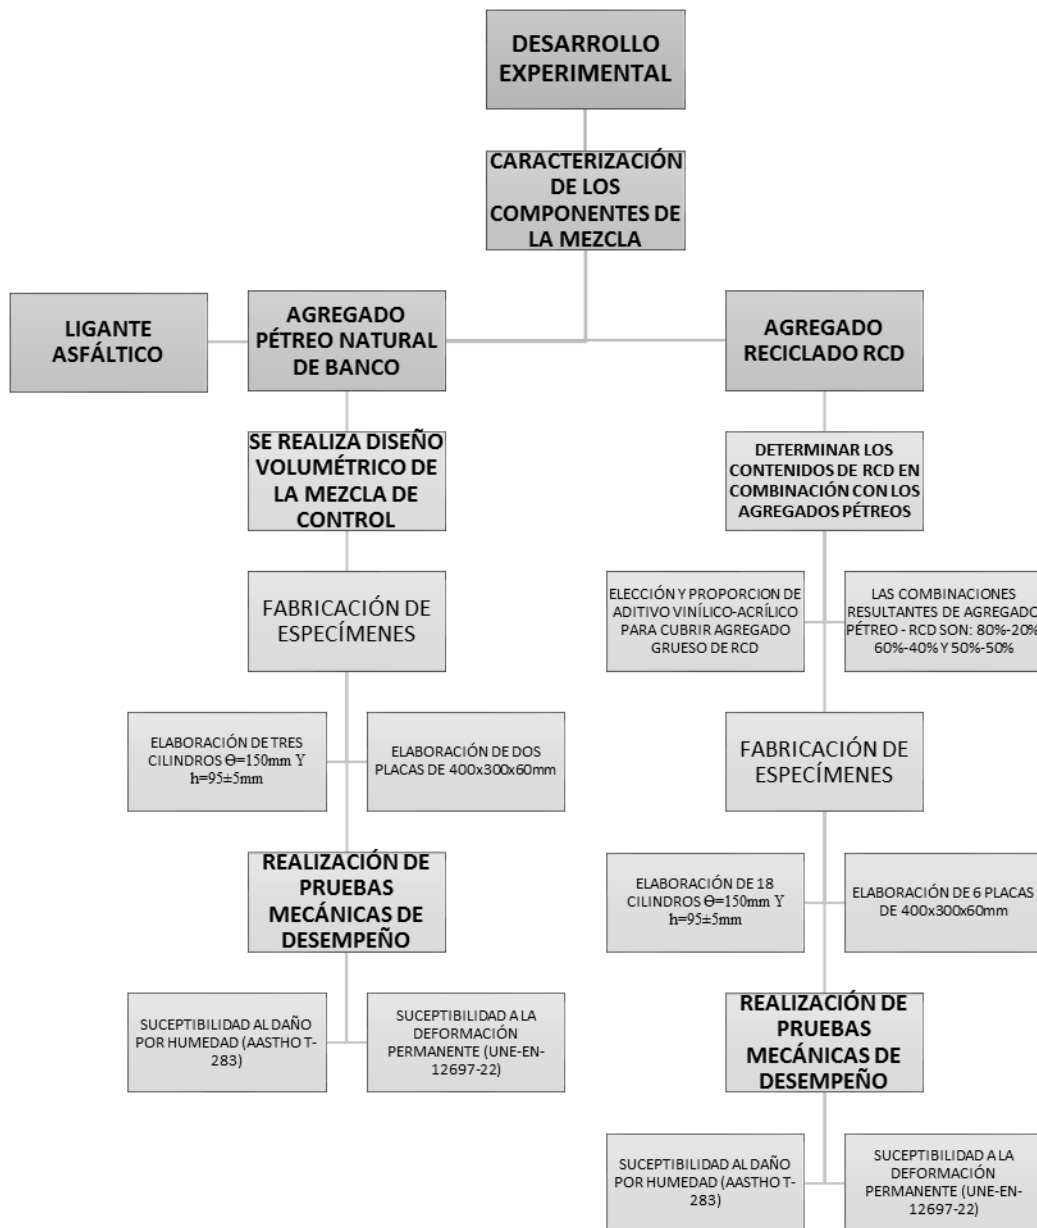 DESARROLLO
EXPERIMENTAL
CARACTERIZACIÓN
DE LOS
COMPONENTES DE
LA MEZCLA
LIGANTE
ASFÁLTICO
AGREGADO
PÉTREO NATURAL
DE BANCO
AGREGADO
RECICLADO RCD
SE REALIZA DISEÑO
VOLUMÉTRICO DE
LA MEZCLA DE
CONTROL
DETERMINAR LOS
CONTENIDOS DE RCD EN
COMBINACIÓN CON LOS
AGREGADOS PÉTREOS
FABRICACIÓN DE
ESPECÍMENES
ELECCIÓN Y PROPORCION DE
ADITIVO VINÍLICO-ACRÍLICO
PARA CUBRIR AGREGADO
GRUESO DE RCD
LAS COMBINACIONES
RESULTANTES DE AGREGADO
PÉTREO - RCD SON: 80%-20%
60%-40% Y 50%-50%
ELABORACIÓN DE TRES
CILINDROS Ɵ=150mm Y
h=95±5mm
ELABORACIÓN DE DOS
PLACAS DE 400x300x60mm
FABRICACIÓN DE
ESPECÍMENES
REALIZACIÓN DE
PRUEBAS
MECÁNICAS DE
DESEMPEÑO
ELABORACIÓN DE 18
CILINDROS Ɵ=150mm Y
h=95±5mm
ELABORACIÓN DE 6 PLACAS
DE 400x300x60mm
SUCEPTIBILIDAD AL DAÑO
POR HUMEDAD (AASTHO T-
283)
SUCEPTIBILIDAD A LA
DEFORMACIÓN
PERMANENTE (UNE-EN-
12697-22)
REALIZACIÓN DE
PRUEBAS
MECÁNICAS DE
DESEMPEÑO
SUCEPTIBILIDAD AL DAÑO
POR HUMEDAD (AASTHO T-
283)
SUCEPTIBILIDAD A LA
DEFORMACIÓN
PERMANENTE (UNE-EN-
12697-22)